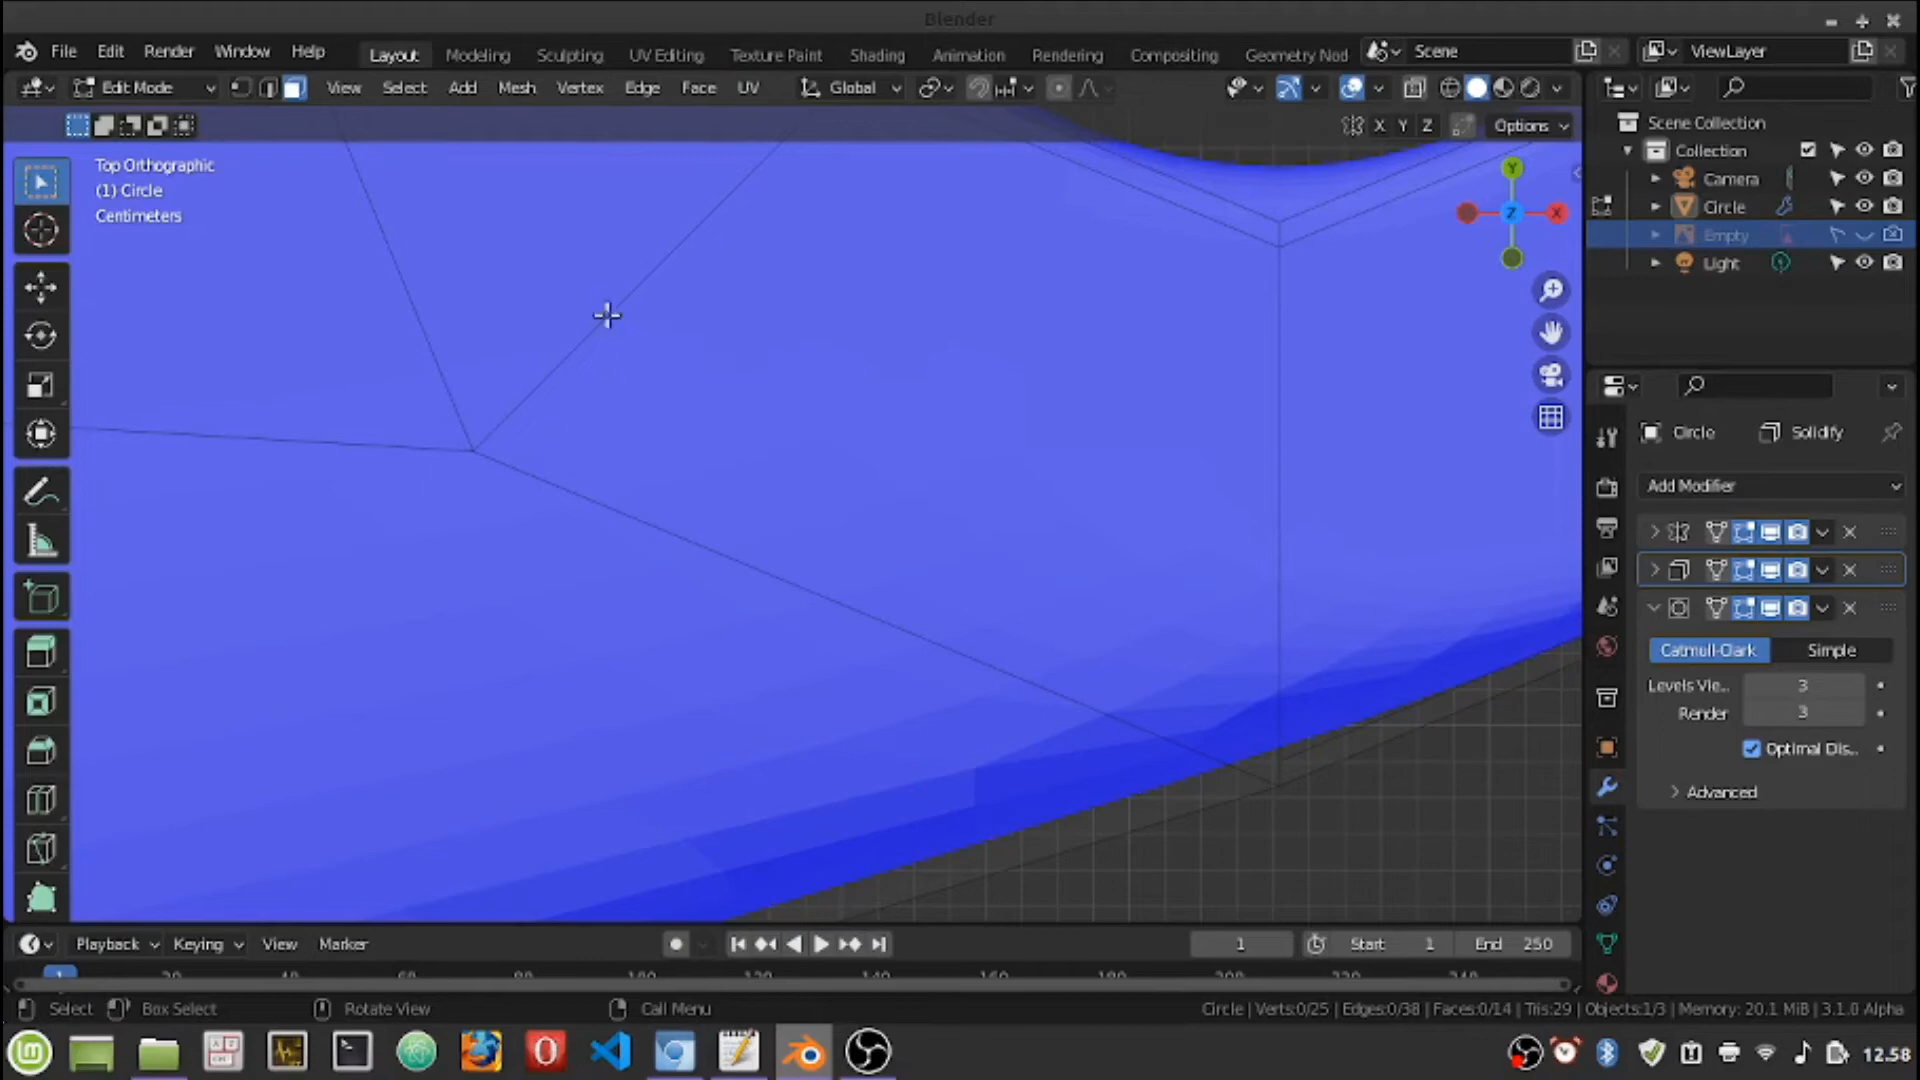 Blender
File Edit Render Window Help Layout Modeling Sculpting UV Editing Texture Paint Shading Animation Rendering Compositing Geometry Nod Scene ViewLayer
Edit Mode View Select Add Mesh Vertex Edge Face UV Global
X Y Z Options
Scene Collection
Collection
Camera
Circle
Empty
Light
Top Orthographic
(1) Circle
Centimeters
Y
Z X
Circle Solidify
Add Modifier
Catmull-Clark Simple
Levels Vie.. 3
Render 3
Optimal Dis..
Advanced
Playback Keying View Marker 1 Start 1 End 250
1
Select Box Select Rotate View Call Menu Circle | Verts:0/25 | Edges:0/38 | Faces:0/14 | Tris:29 | Objects:1/3 | Memory: 20.1 MiB | 3.1.0 Alpha
12.58